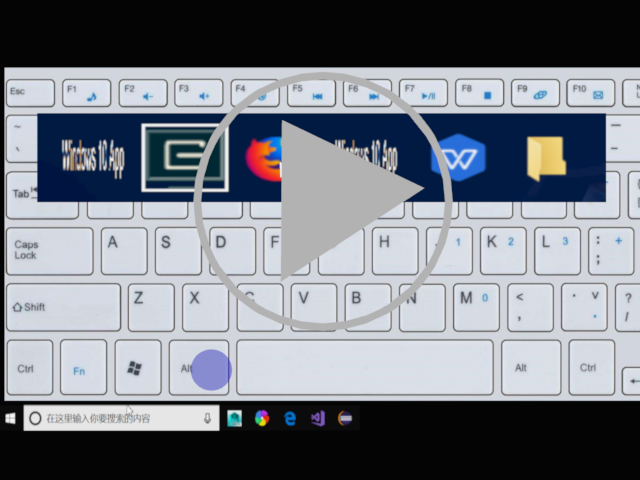 Esc F1 F2 F3 F4 F5 F6 F7 F8 F9 F10
Windows 10 App Windows 10 App
Tab
Caps Lock A S D F H 1 K 2 L 3 : ; +
Shift Z X C V B N M 0 < , . ? /
Ctrl Fn Alt Alt Ctrl
在这里输入你要搜索的内容